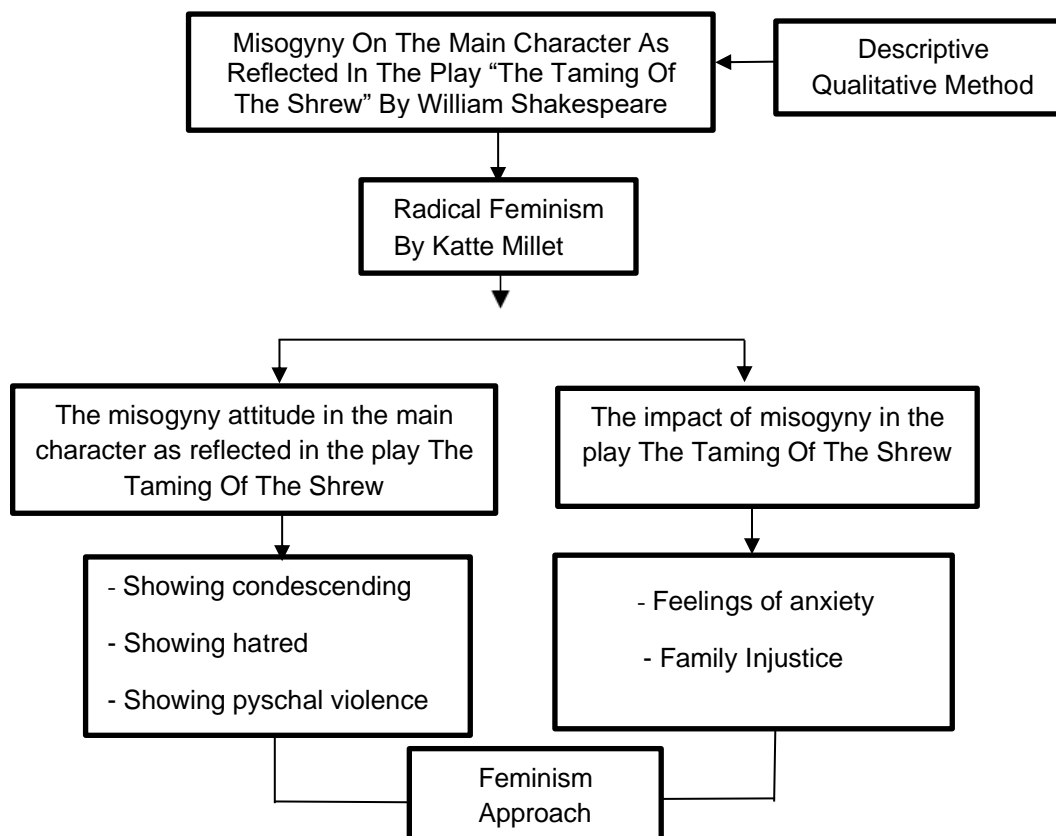 Misogyny On The Main Character As
Reflected In The Play “The Taming Of
The Shrew” By William Shakespeare
Descriptive
Qualitative Method
Radical Feminism
By Katte Millet
The misogyny attitude in the main
character as reflected in the play The
Taming Of The Shrew
The impact of misogyny in the
play The Taming Of The Shrew
- Showing condescending
- Showing hatred
- Showing pyschal violence
- Feelings of anxiety
- Family Injustice
Feminism
Approach